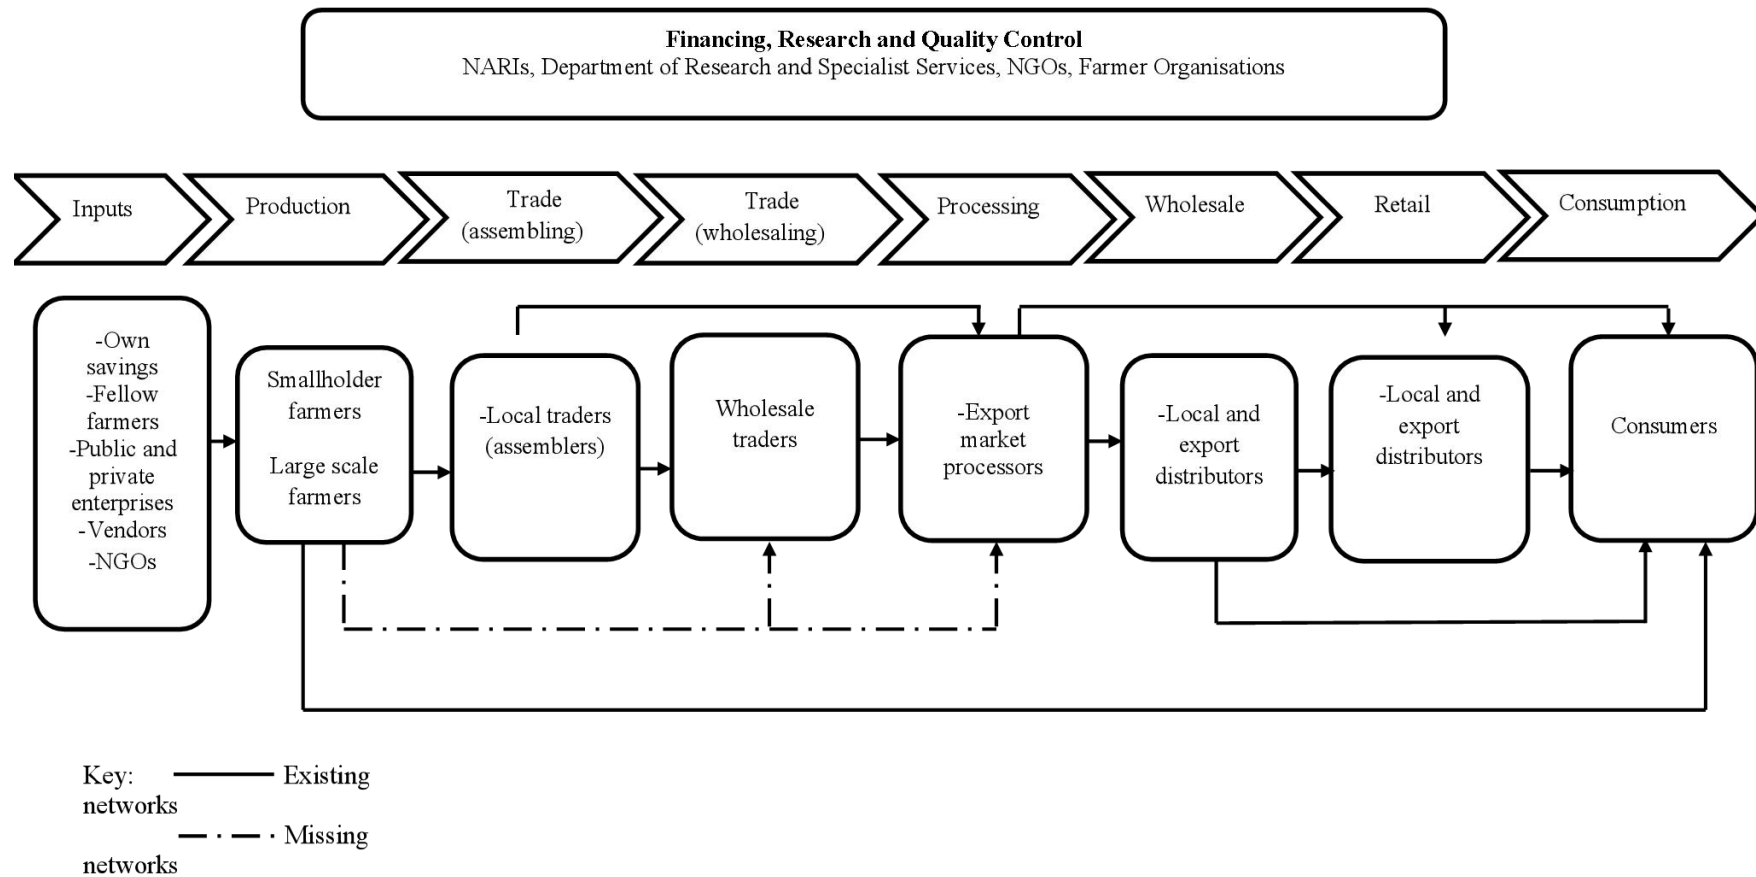 Financing, Research and Quality Control
NARIs, Department of Research and Specialist Services, NGOs, Farmer Organisations
Inputs
Production
Trade
(assembling)
Trade
(wholesaling)
Processing
Wholesale
Retail
Consumption
-Own
savings
-Fellow
farmers
-Public and
private
enterprises
-Vendors
-NGOs
Smallholder
farmers
Large scale
farmers
-Local traders
(assemblers)
Wholesale
traders
-Export
market
processors
-Local and
export
distributors
-Local and
export
distributors
Consumers
Key: Existing
networks
Missing
networks